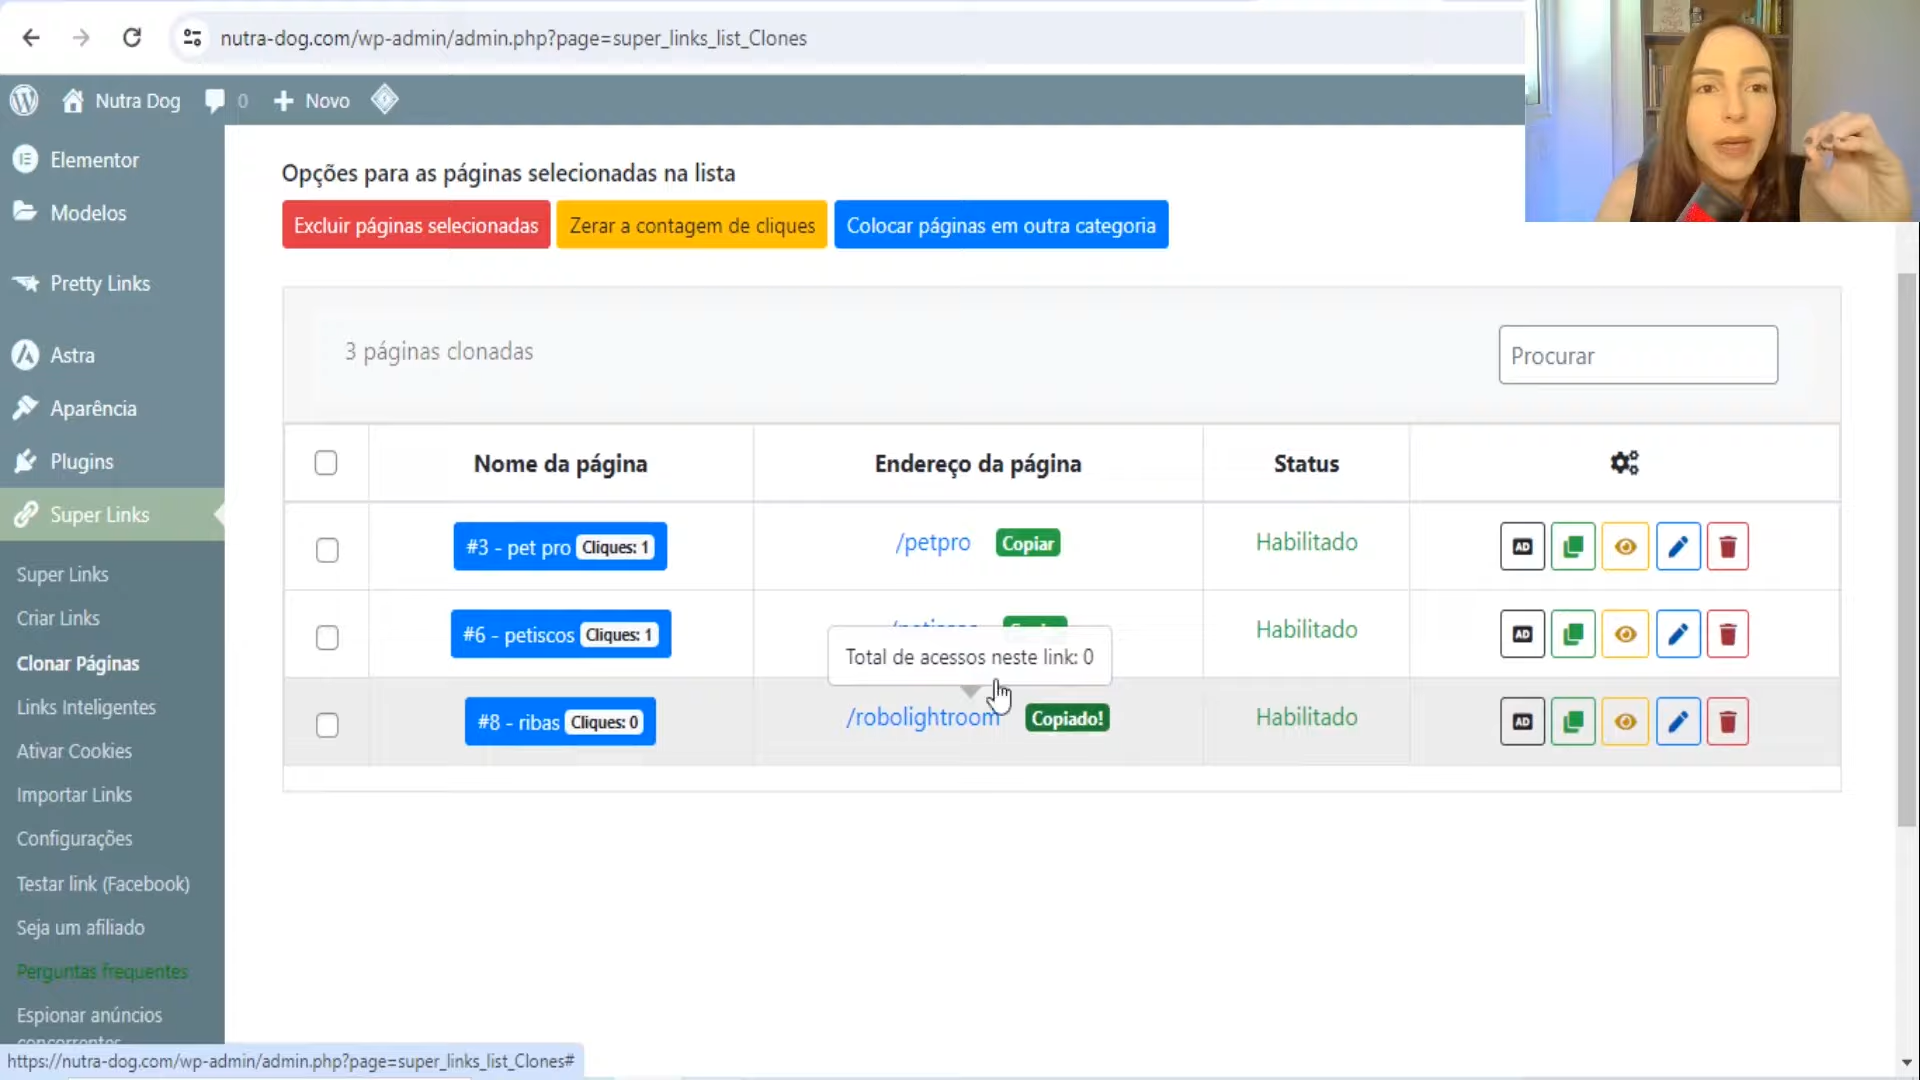 nutra-dog.com/wp-admin/admin.php?page=super_links_list_Clones
Nutra Dog
0
Novo
Elementor
Modelos
Pretty Links
Astra
Aparência
Plugins
Super Links
Super Links
Criar Links
Clonar Páginas
Links Inteligentes
Ativar Cookies
Importar Links
Configurações
Testar link (Facebook)
Seja um afiliado
Perguntas frequentes
Espionar anúncios
concorrentes
Opções para as páginas selecionadas na lista
Excluir páginas selecionadas Zerar a contagem de cliques Colocar páginas em outra categoria
3 páginas clonadas
Procurar
Nome da página Endereço da página Status
#3 - pet pro Cliques: 1 /petpro Copiar Habilitado AD
#6 - petiscos Cliques: 1 Habilitado AD
Total de acessos neste link: 0
#8 - ribas Cliques: 0 /robolightroom Copiado! Habilitado AD
https://nutra-dog.com/wp-admin/admin.php?page=super_links_list_Clones#